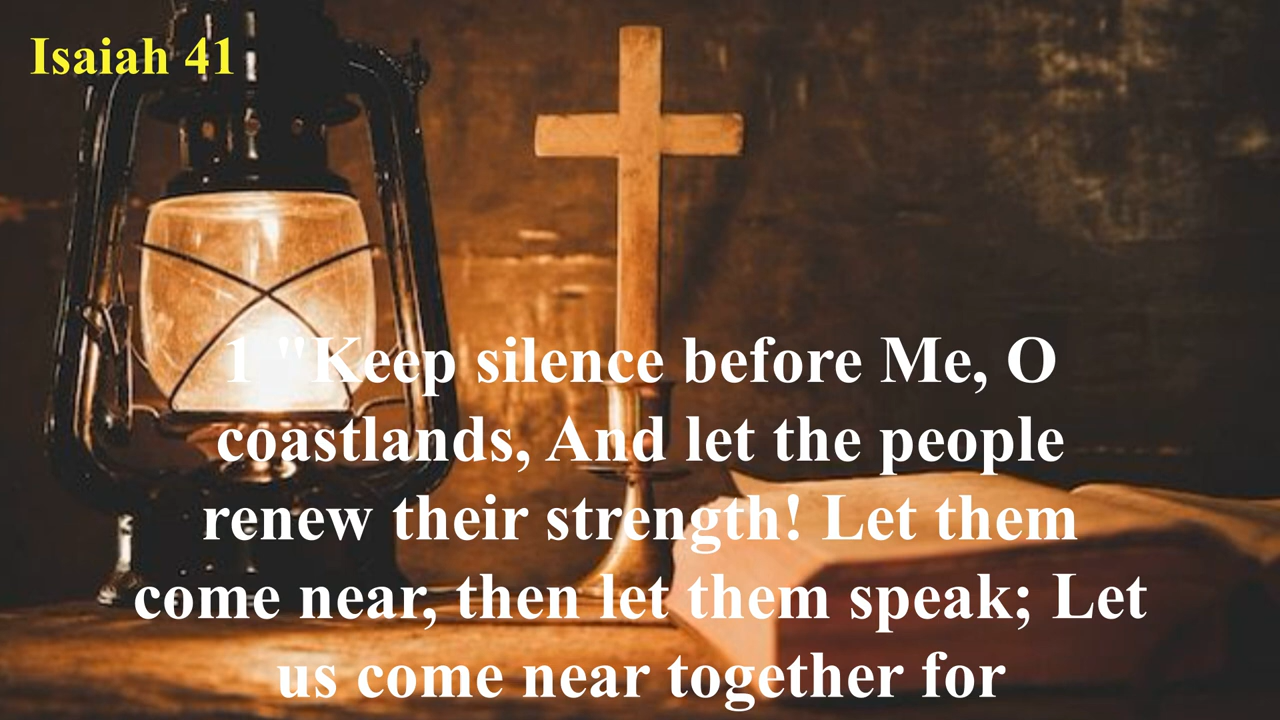 Isaiah 41
1 "Keep silence before Me, O
coastlands, And let the people
renew their strength! Let them
come near, then let them speak; Let
us come near together for